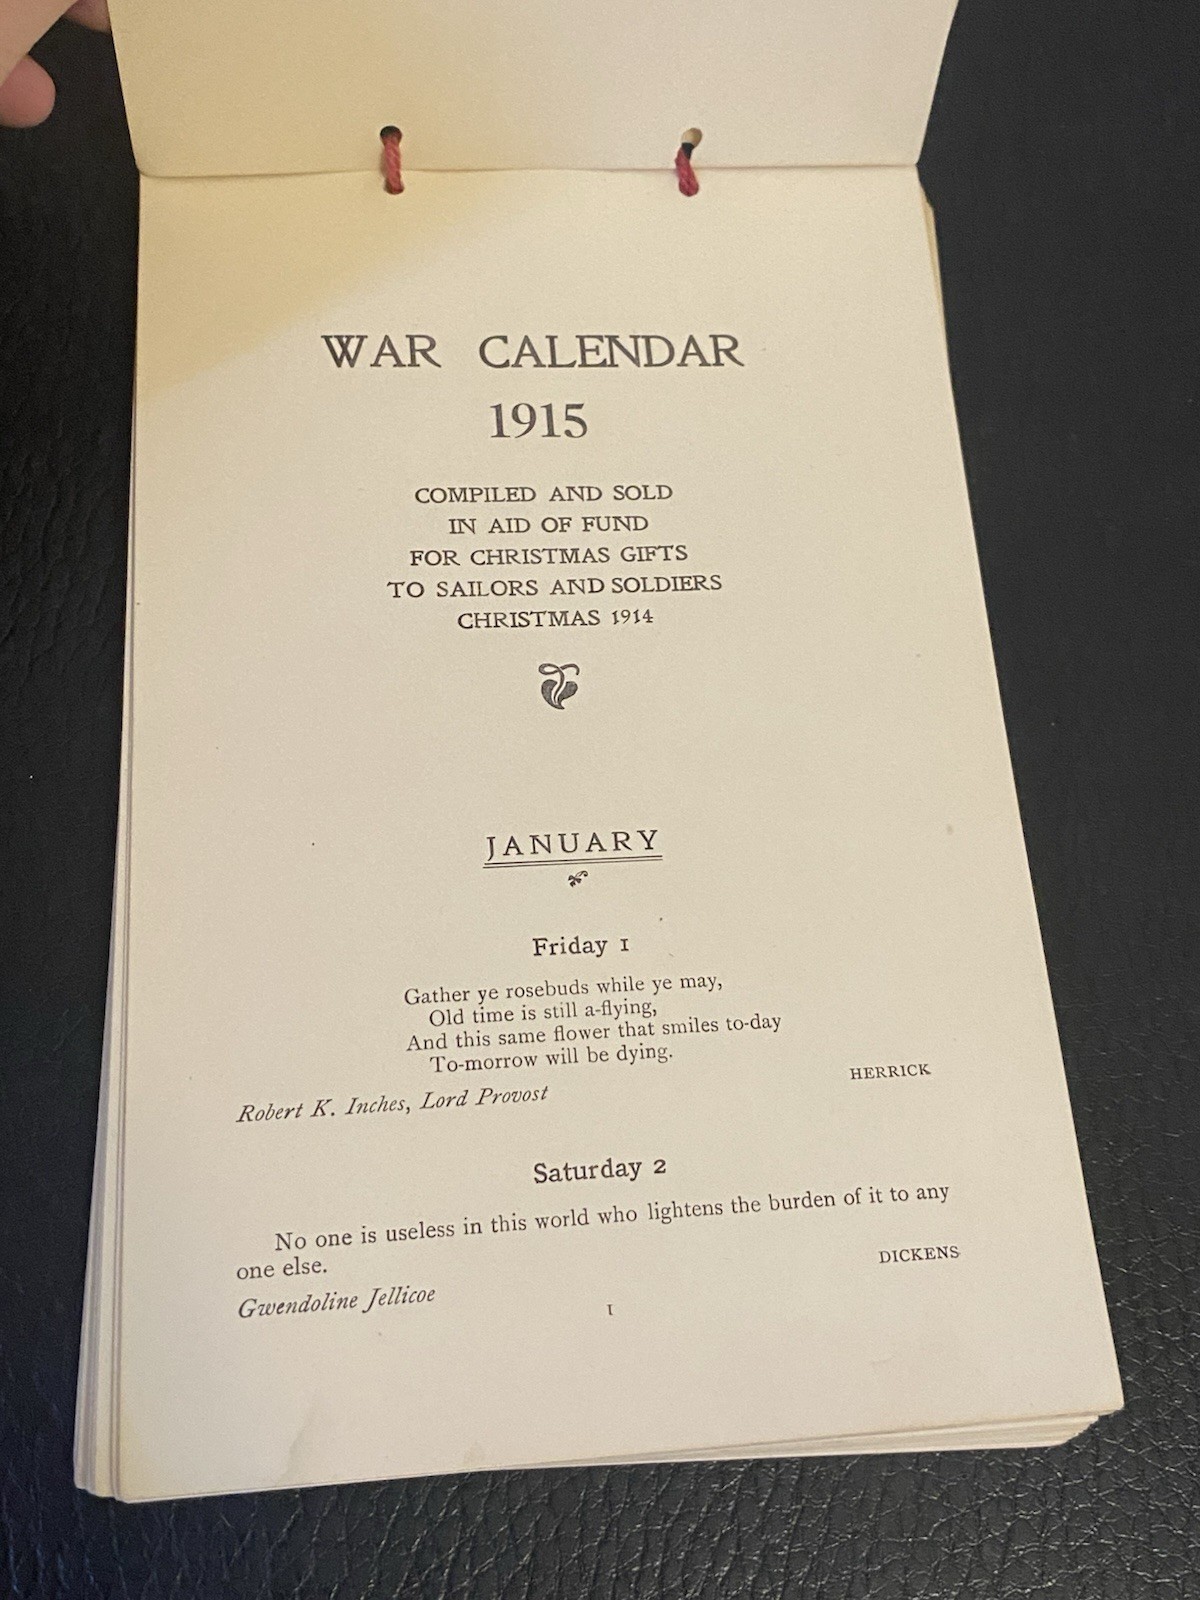 WAR CALENDAR
1915
COMPILED AND SOLD
IN AID OF FUND
FOR CHRISTMAS GIFTS
TO SAILORS AND SOLDIERS
CHRISTMAS 1914
JANUARY
Friday 1
Gather ye rosebuds while ye may,
Old time is still a-flying,
And this same flower that smiles to-day
To-morrow will be dying.
HERRICK
Robert K. Inches, Lord Provost
Saturday 2
No one is useless in this world who lightens the burden of it to any
one else.
DICKENS
Gwendoline Jellicoe
1